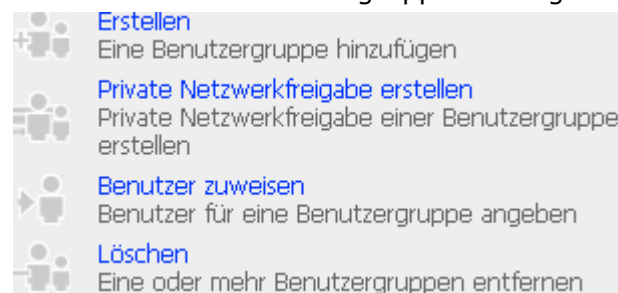 Erstellen
Eine Benutzergruppe hinzufügen
Private Netzwerkfreigabe erstellen
Private Netzwerkfreigabe einer Benutzergruppe
erstellen
Benutzer zuweisen
Benutzer für eine Benutzergruppe angeben
Löschen
Eine oder mehr Benutzergruppen entfernen